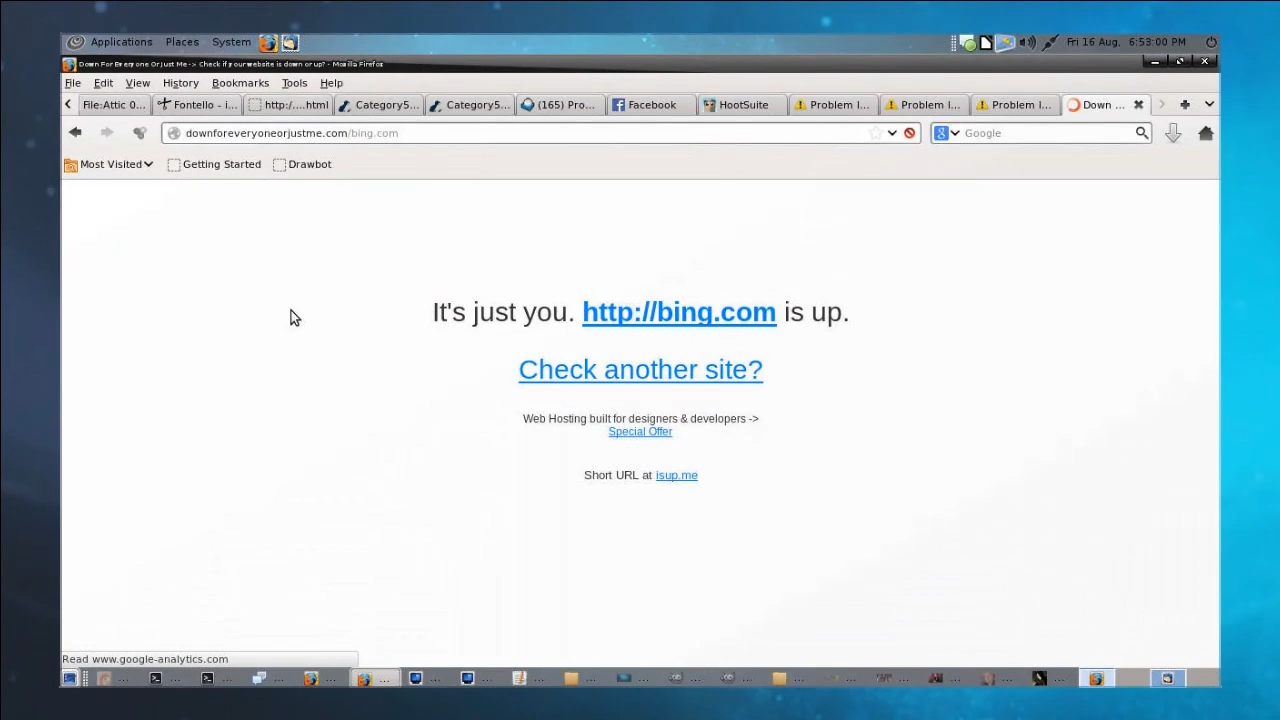 Applications Places System Fri 16 Aug, 6:53:00 PM
Down For Everyone Or Just Me -> Check if your website is down or up? - Mozilla Firefox
File Edit View History Bookmarks Tools Help
File:Attic 0... Fontello - i... http:/....html Category5... Category5... (165) Pro... Facebook HootSuite Problem l... Problem l... Problem l... Down ...
downforeveryoneorjustme.com/bing.com Google
Most Visited Getting Started Drawbot
It's just you. http://bing.com is up.
Check another site?
Web Hosting built for designers & developers ->
Special Offer
Short URL at isup.me
Read www.google-analytics.com